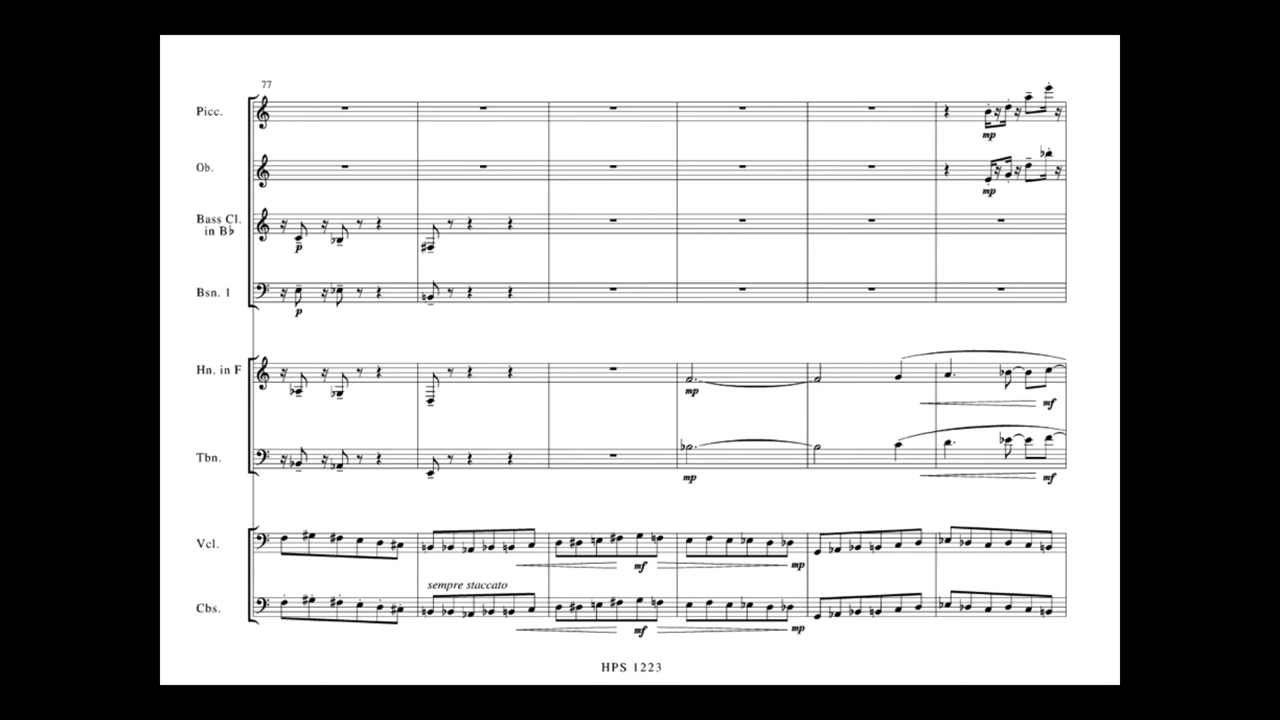 77
Picc.
mp
Ob.
mp
Bass Cl.
in B♭
p
Bsn. 1
p
Hn. in F
mp
mf
Tbn.
mp
mf
Vcl.
mf
mp
sempre staccato
Cbs.
mf
mp
HPS 1223